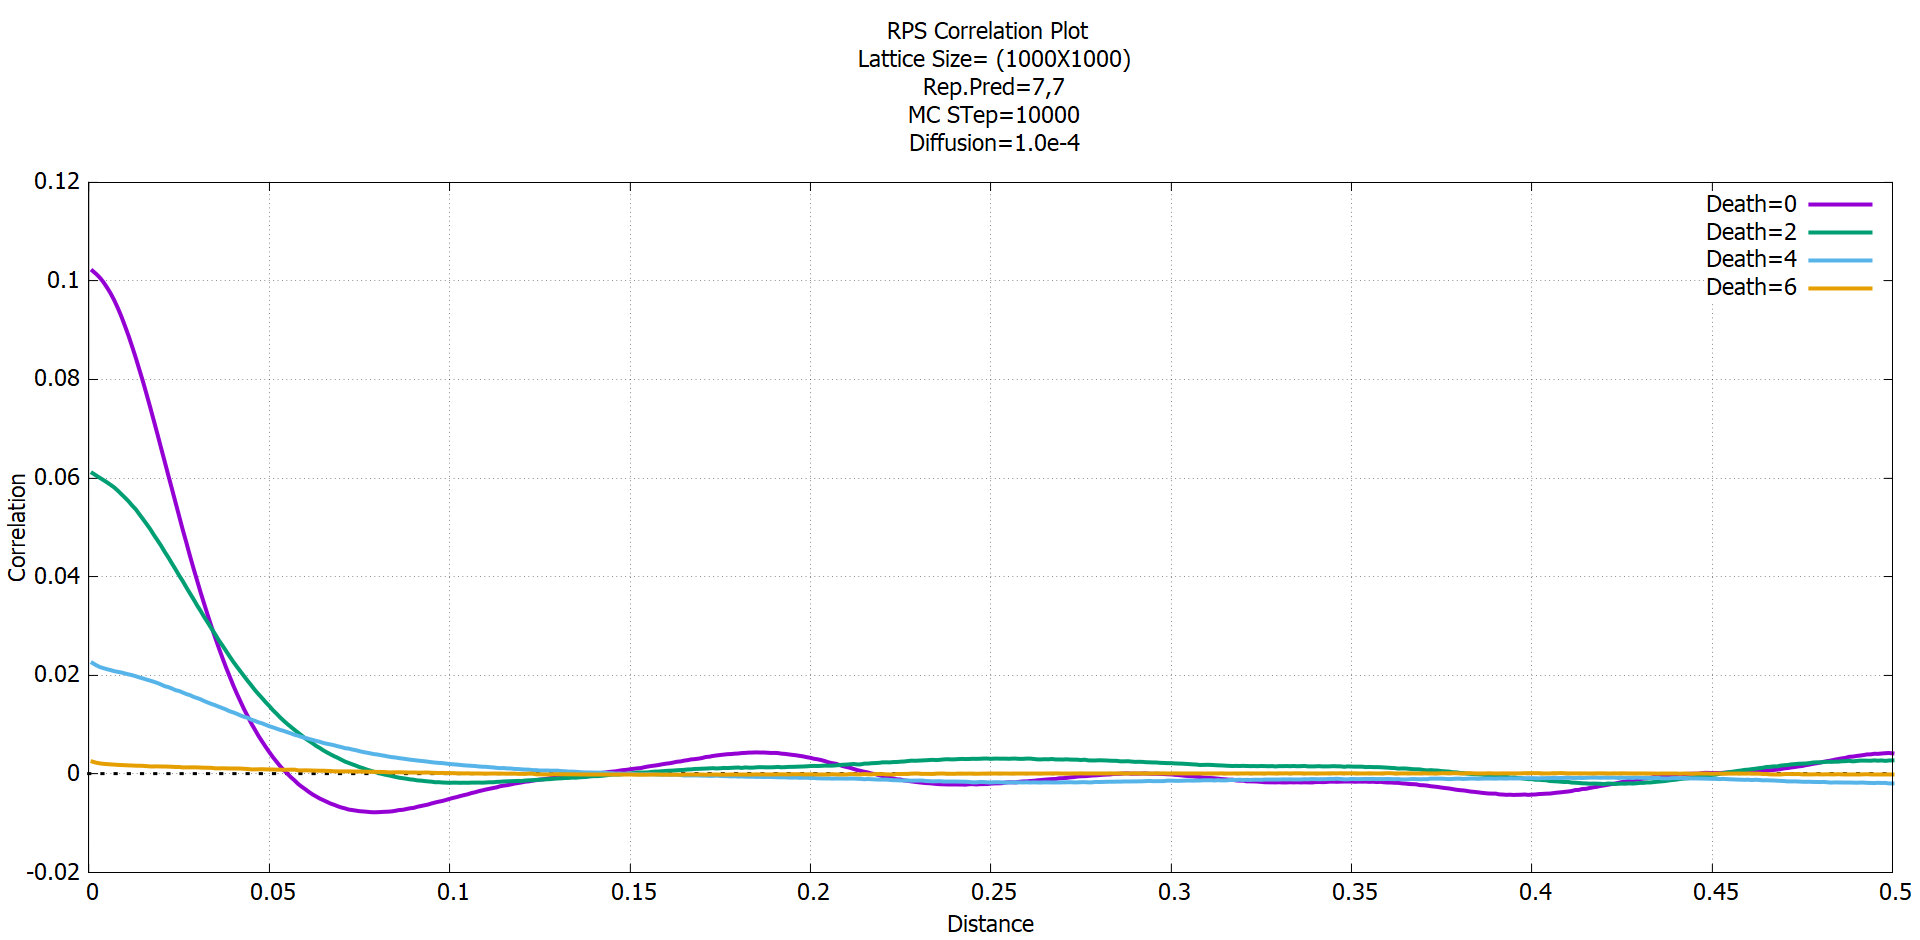 RPS Correlation Plot
Lattice Size= (1000X1000)
Rep.Pred=7,7
MC STep=10000
Diffusion=1.0e-4
0.12
0.1
0.08
0.06
0.04
0.02
0
-0.02
Correlation
Death=0
Death=2
Death=4
Death=6
0 0.05 0.1 0.15 0.2 0.25 0.3 0.35 0.4 0.45 0.5
Distance